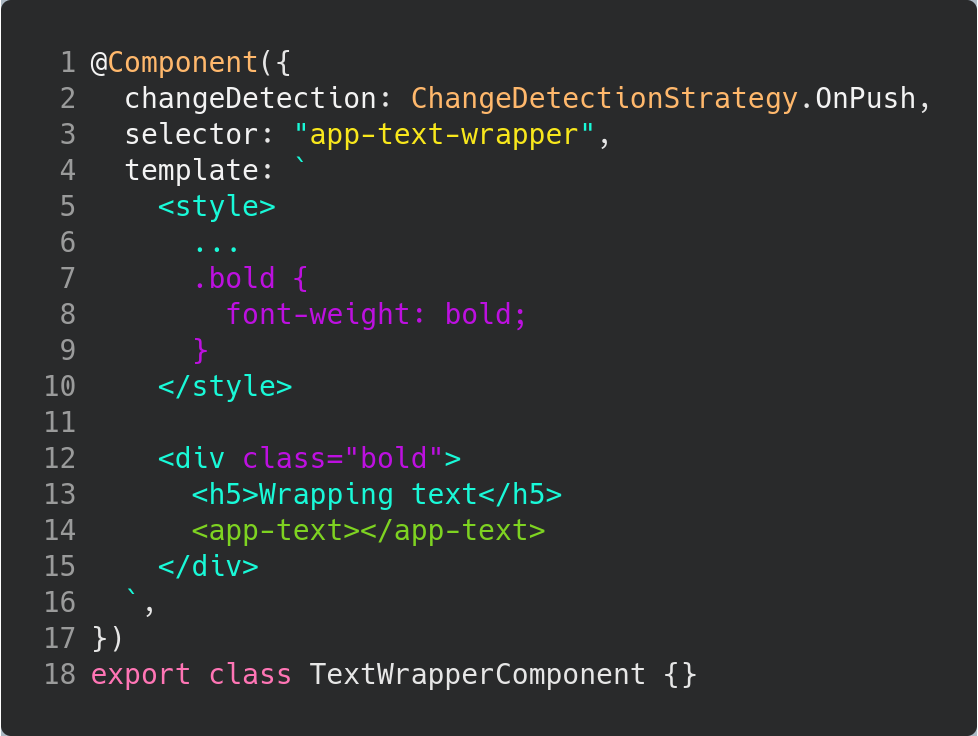 1 @Component({
2   changeDetection: ChangeDetectionStrategy.OnPush,
3   selector: "app-text-wrapper",
4   template: `
5     <style>
6       ...
7       .bold {
8         font-weight: bold;
9       }
10     </style>
11
12     <div class="bold">
13       <h5>Wrapping text</h5>
14       <app-text></app-text>
15     </div>
16   `,
17 })
18 export class TextWrapperComponent {}